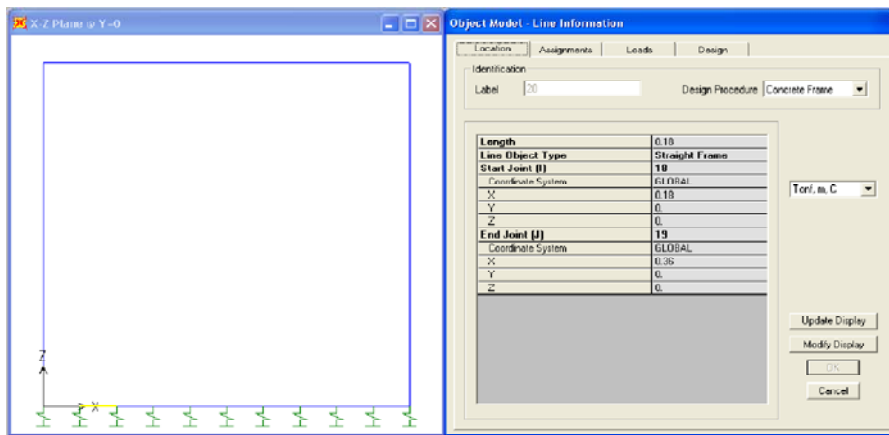 X-Z Plane @ Y=0
Z
X
Object Model - Line Information
Location Assignments Loads Design
Identification
Label 20 Design Procedure Concrete Frame
Length 0.18
Line Object Type Straight Frame
Start Joint (I) 10
Coordinate System GLOBAL
X 0.18
Y 0.
Z 0.
End Joint (J) 19
Coordinate System GLOBAL
X 0.36
Y 0.
Z 0.
Tonf, m, C
Update Display
Modify Display
OK
Cancel